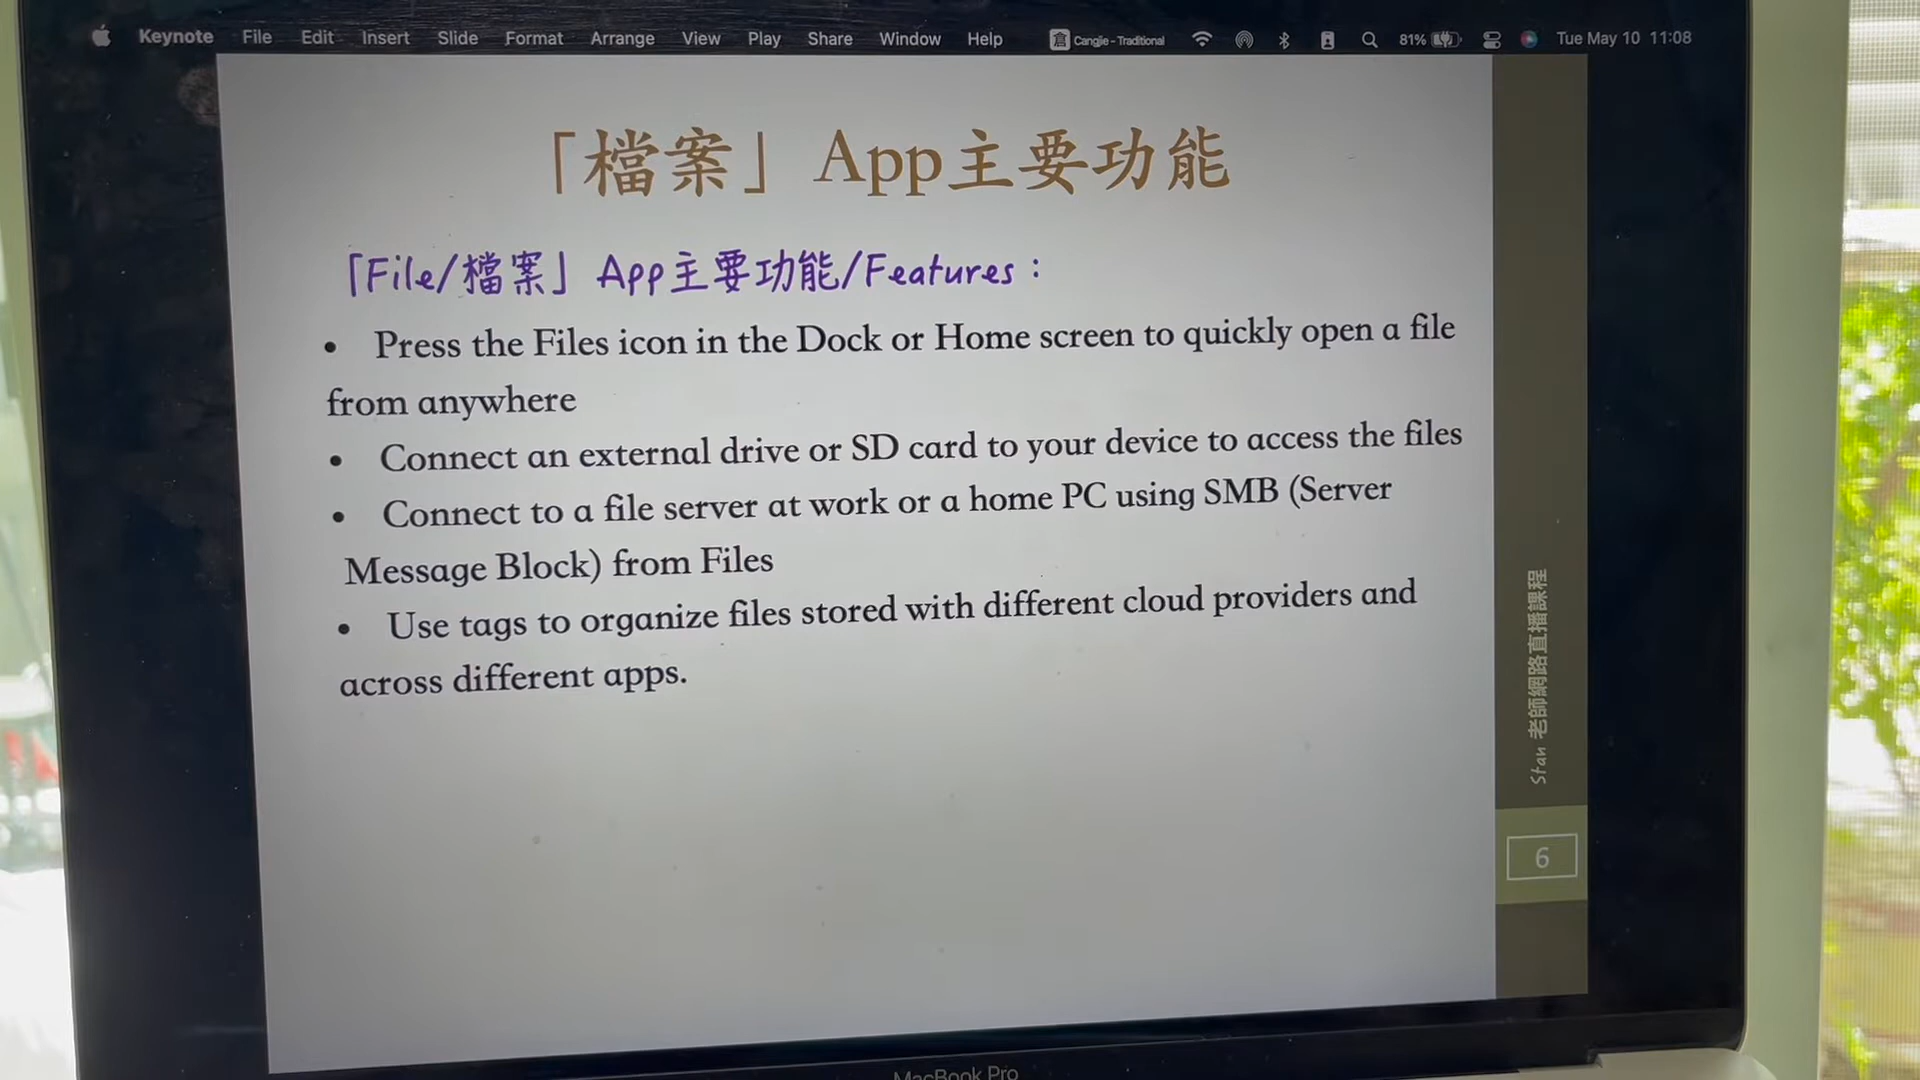 Keynote File Edit Insert Slide Format Arrange View Play Share Window Help Cangjie - Traditional 81% Tue May 10 11:08
「檔案」 App主要功能
「File/檔案」 App主要功能/Features：
• Press the Files icon in the Dock or Home screen to quickly open a file
from anywhere
• Connect an external drive or SD card to your device to access the files
• Connect to a file server at work or a home PC using SMB (Server
Message Block) from Files
• Use tags to organize files stored with different cloud providers and
across different apps.
Stan 老師網路直播課程
6
MacBook Pro